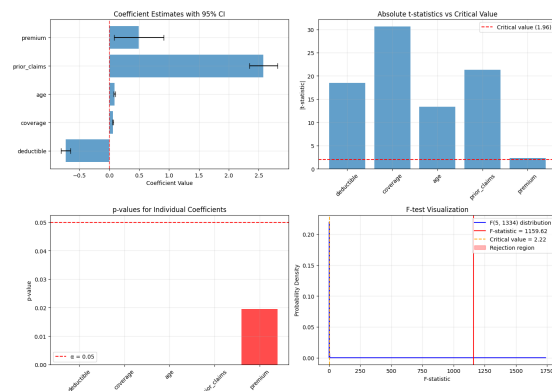 Coefficient Estimates with 95% CI
premium
prior_claims
age
coverage
deductible
−0.5 0.0 0.5 1.0 1.5 2.0 2.5
Coefficient Value
Absolute t-statistics vs Critical Value
Critical value (1.96)
|t-statistic|
30
25
20
15
10
5
0
deductible coverage age prior_claims premium
p-values for Individual Coefficients
p-value
0.05
0.04
0.03
0.02
0.01
0.00
α = 0.05
deductible coverage age prior_claims premium
F-test Visualization
F(5, 1334) distribution
F-statistic = 1159.62
Critical value = 2.22
Rejection region
Probability Density
0.20
0.15
0.10
0.05
0.00
0 250 500 750 1000 1250 1500 1750
F-statistic